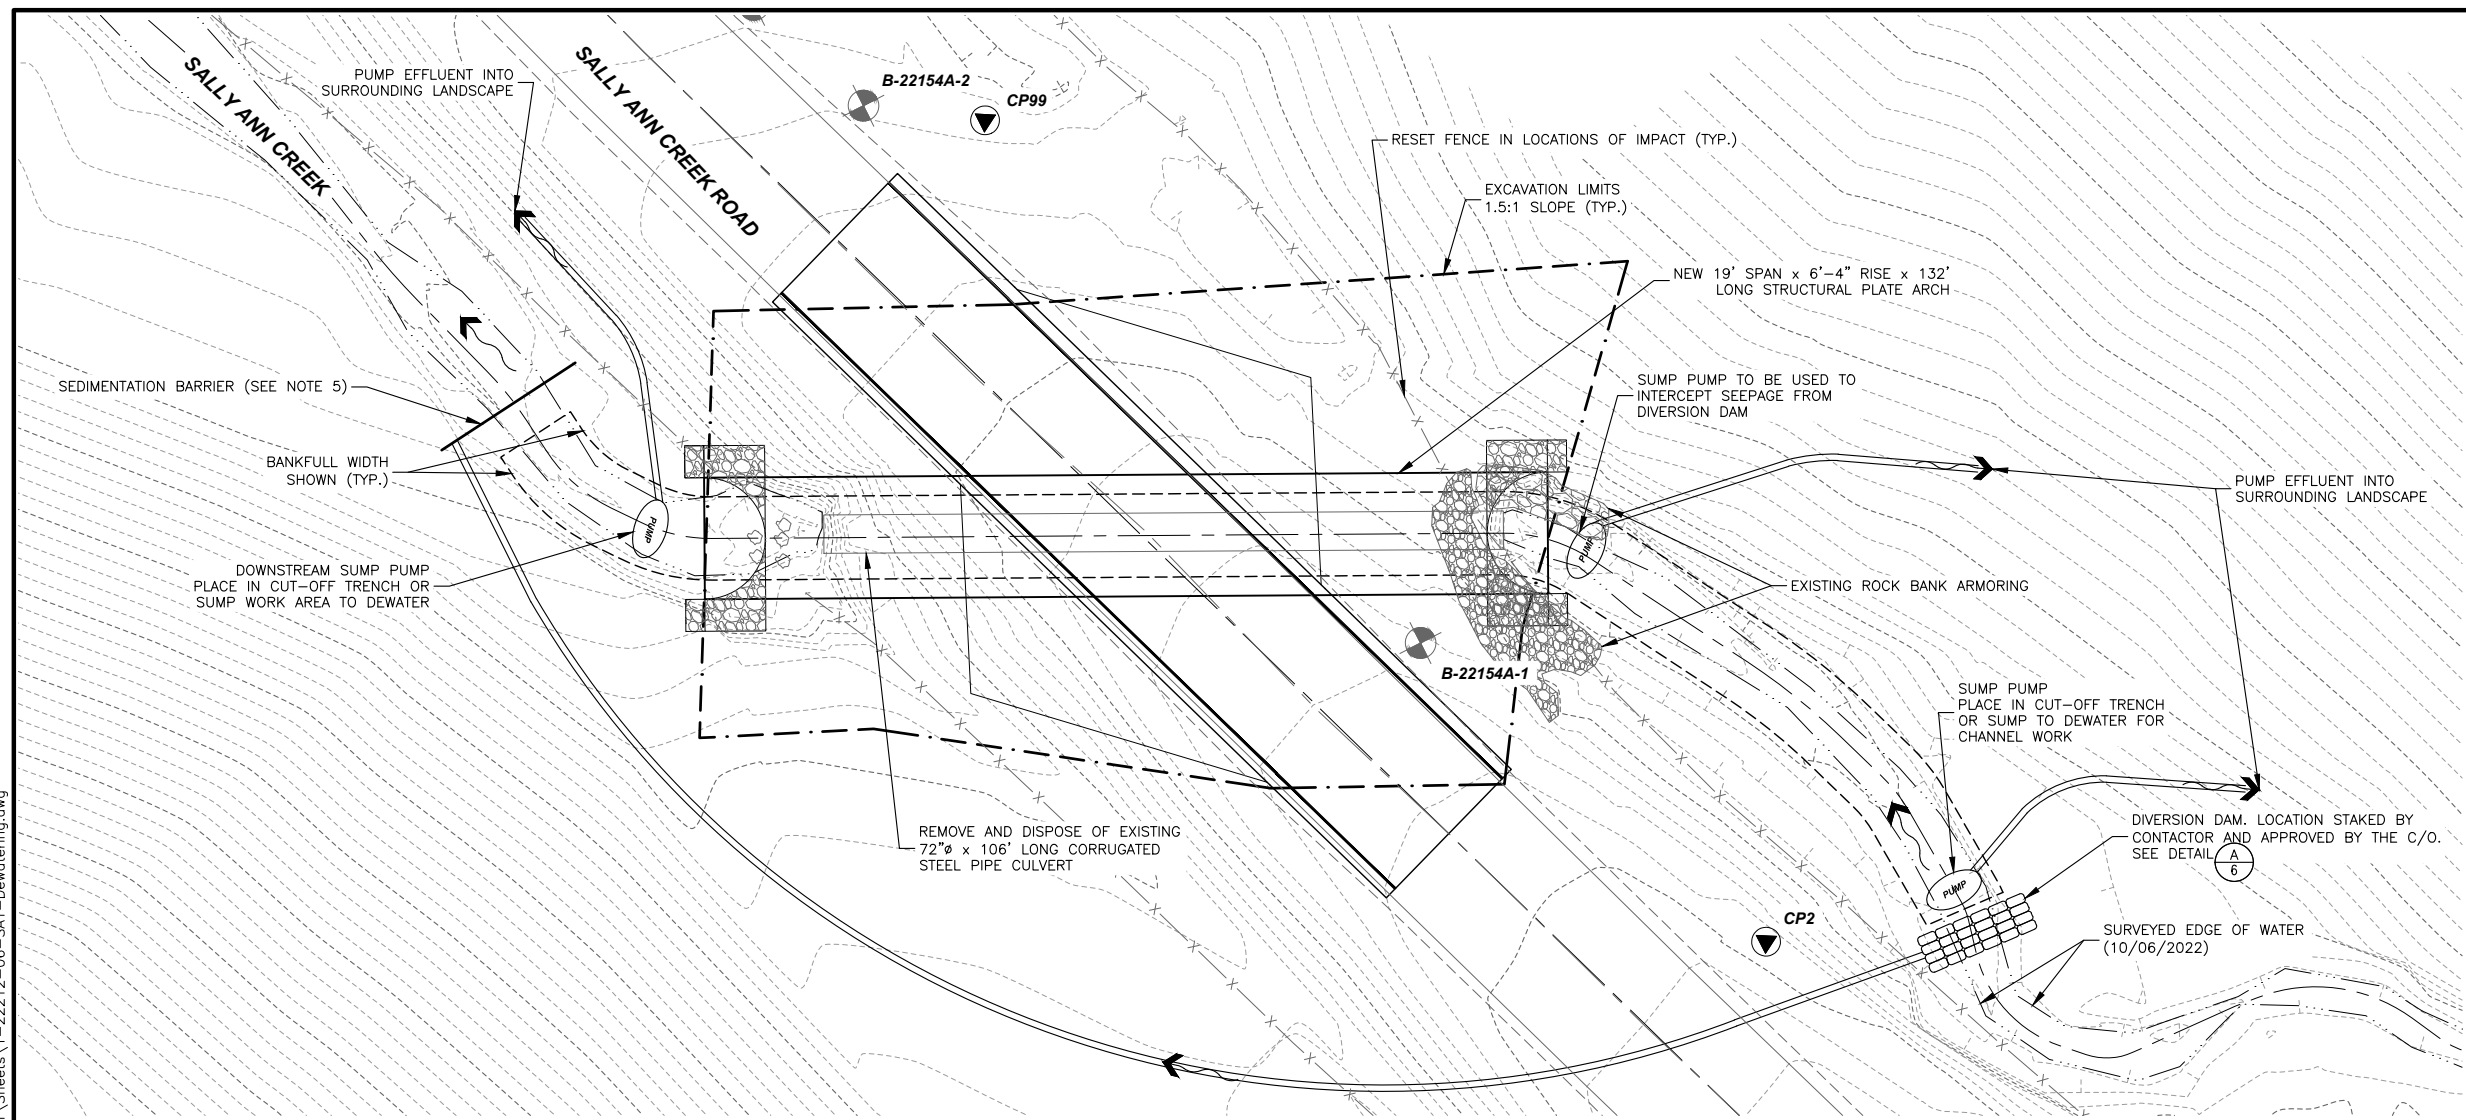 SALLY ANN CREEK
PUMP EFFLUENT INTO
SURROUNDING LANDSCAPE
SALLY ANN CREEK ROAD
B-22154A-2
CP99
RESET FENCE IN LOCATIONS OF IMPACT (TYP.)
EXCAVATION LIMITS
1.5:1 SLOPE (TYP.)
NEW 19' SPAN x 6'-4" RISE x 132'
LONG STRUCTURAL PLATE ARCH
SEDIMENTATION BARRIER (SEE NOTE 5)
SUMP PUMP TO BE USED TO
INTERCEPT SEEPAGE FROM
DIVERSION DAM
BANKFULL WIDTH
SHOWN (TYP.)
PUMP EFFLUENT INTO
SURROUNDING LANDSCAPE
PUMP
PUMP
DOWNSTREAM SUMP PUMP
PLACE IN CUT-OFF TRENCH OR
SUMP WORK AREA TO DEWATER
EXISTING ROCK BANK ARMORING
B-22154A-1
SUMP PUMP
PLACE IN CUT-OFF TRENCH
OR SUMP TO DEWATER FOR
CHANNEL WORK
REMOVE AND DISPOSE OF EXISTING
72"ø x 106' LONG CORRUGATED
STEEL PIPE CULVERT
DIVERSION DAM. LOCATION STAKED BY
CONTACTOR AND APPROVED BY THE C/O.
SEE DETAIL A
6
PUMP
CP2
SURVEYED EDGE OF WATER
(10/06/2022)